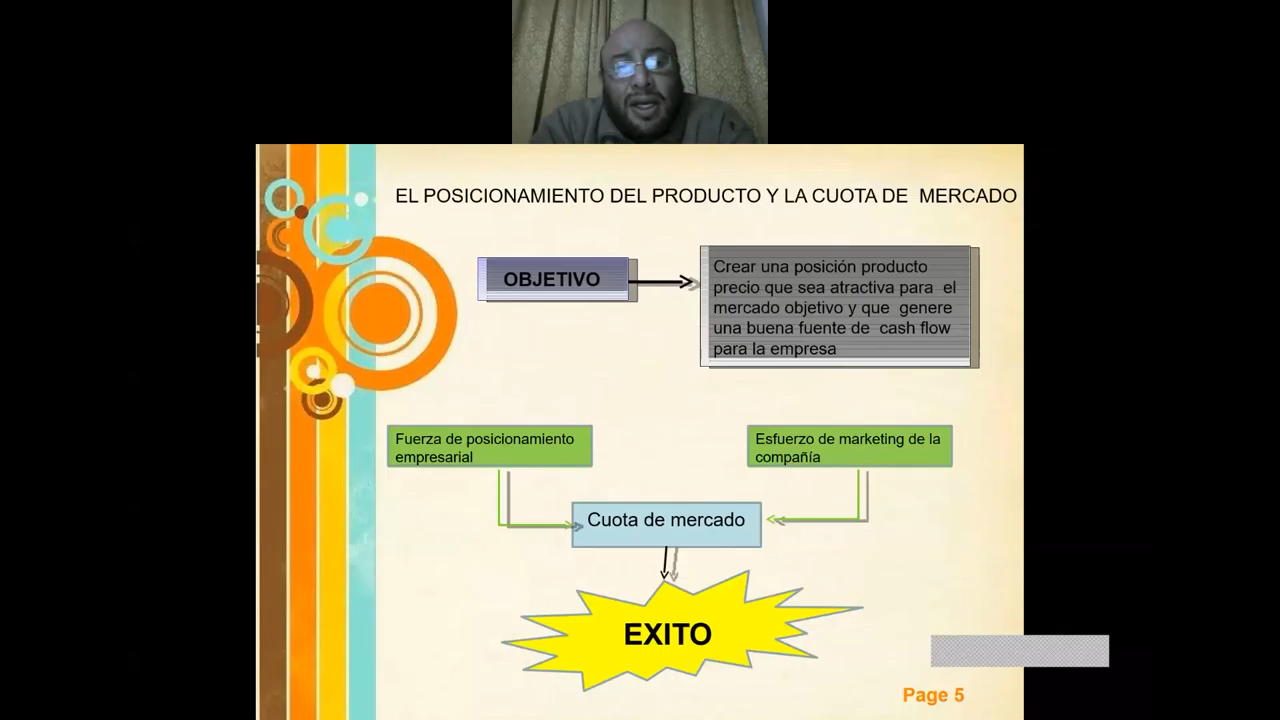 EL POSICIONAMIENTO DEL PRODUCTO Y LA CUOTA DE MERCADO
OBJETIVO
Crear una posición producto
precio que sea atractiva para el
mercado objetivo y que genere
una buena fuente de cash flow
para la empresa
Fuerza de posicionamiento
empresarial
Esfuerzo de marketing de la
compañía
Cuota de mercado
EXITO
Page 5